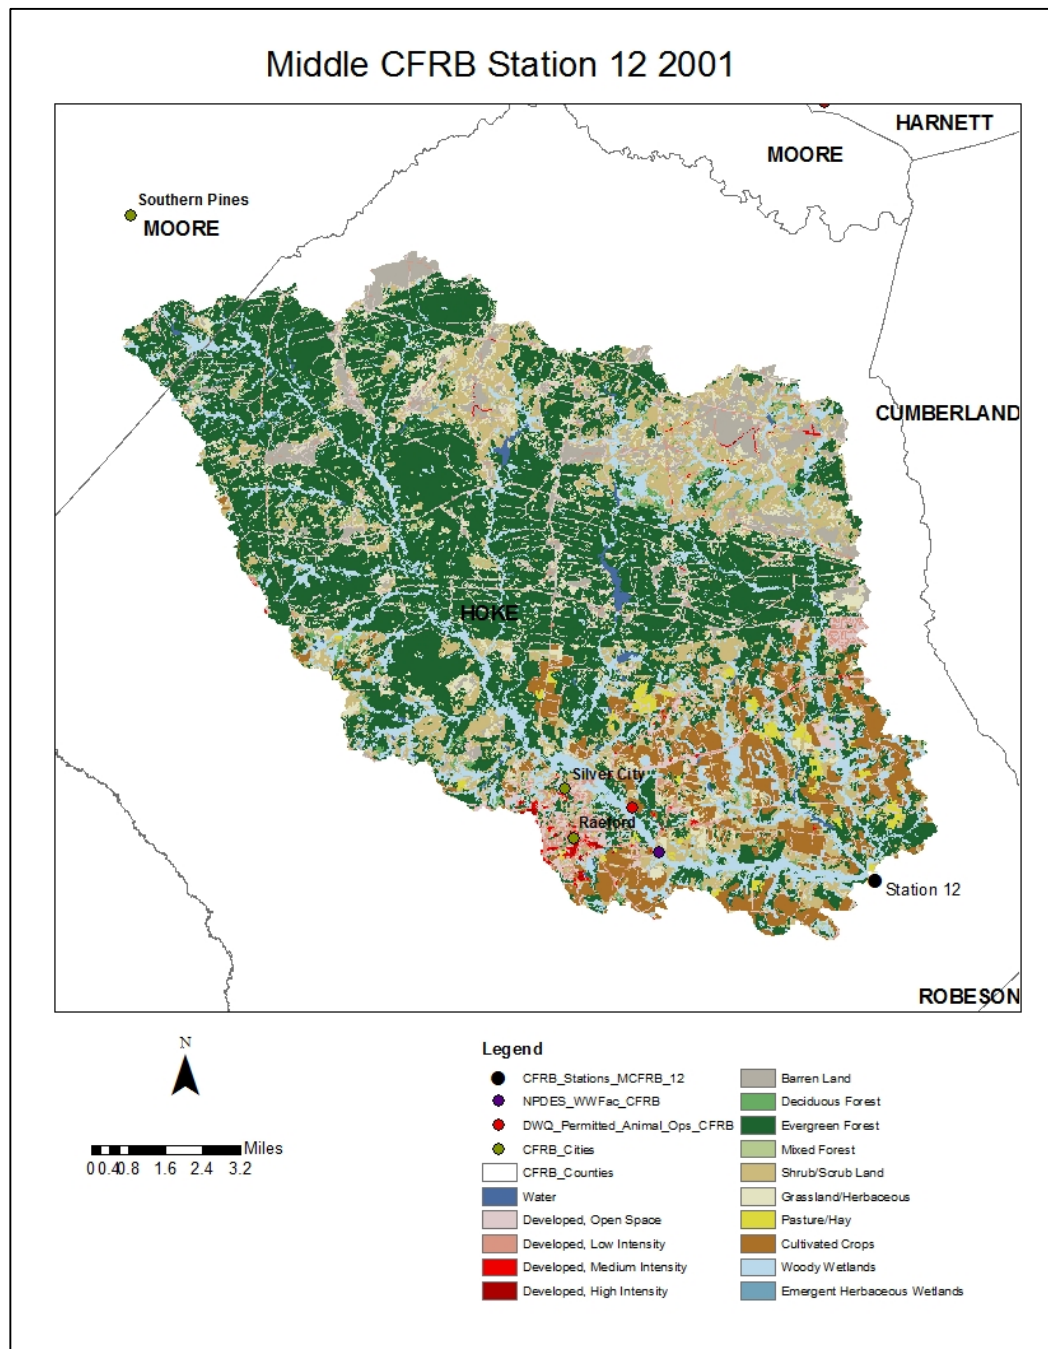 Middle CFRB Station 12 2001
HARNETT
MOORE
Southern Pines
MOORE
CUMBERLAND
HOKE
Silver City
Raeford
Station 12
ROBESON
N
Miles
0 0.4 0.8 1.6 2.4 3.2
Legend
CFRB_Stations_MCFRB_12
NPDES_WWFac_CFRB
DWQ_Permitted_Animal_Ops_CFRB
CFRB_Cities
CFRB_Counties
Water
Developed, Open Space
Developed, Low Intensity
Developed, Medium Intensity
Developed, High Intensity
Barren Land
Deciduous Forest
Evergreen Forest
Mixed Forest
Shrub/Scrub Land
Grassland/Herbaceous
Pasture/Hay
Cultivated Crops
Woody Wetlands
Emergent Herbaceous Wetlands